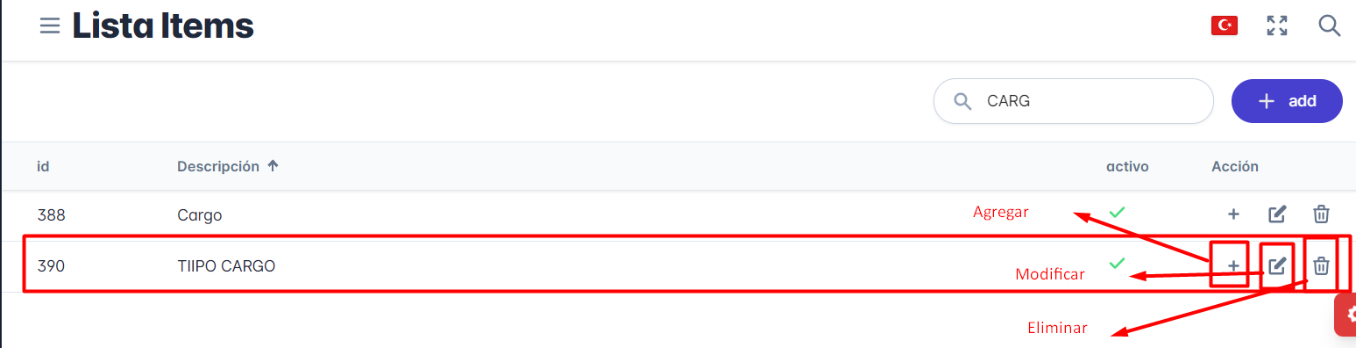 Lista Items
CARG
+ add
id Descripción ↑ activo Acción
388 Cargo
Agregar
390 TIIPO CARGO
Modificar
Eliminar